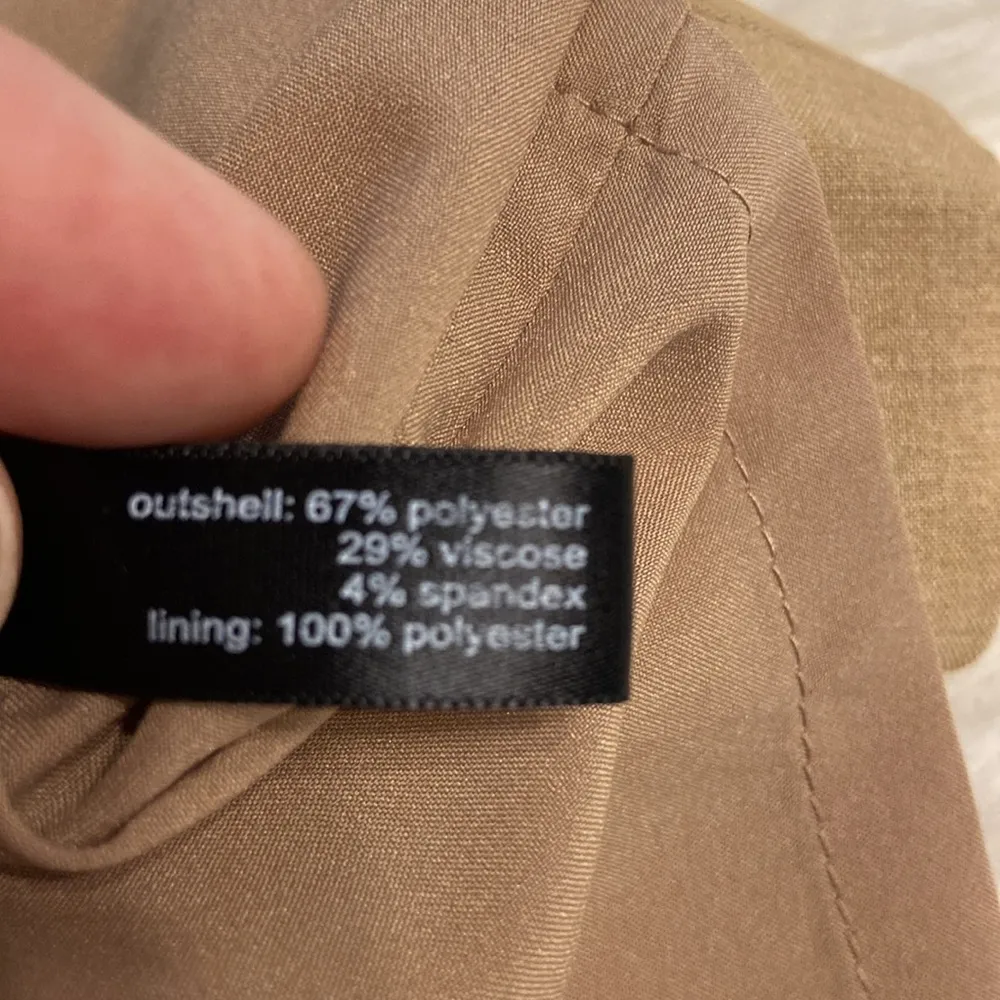 outshell: 67% polyester
29% viscose
4% spandex
lining: 100% polyester